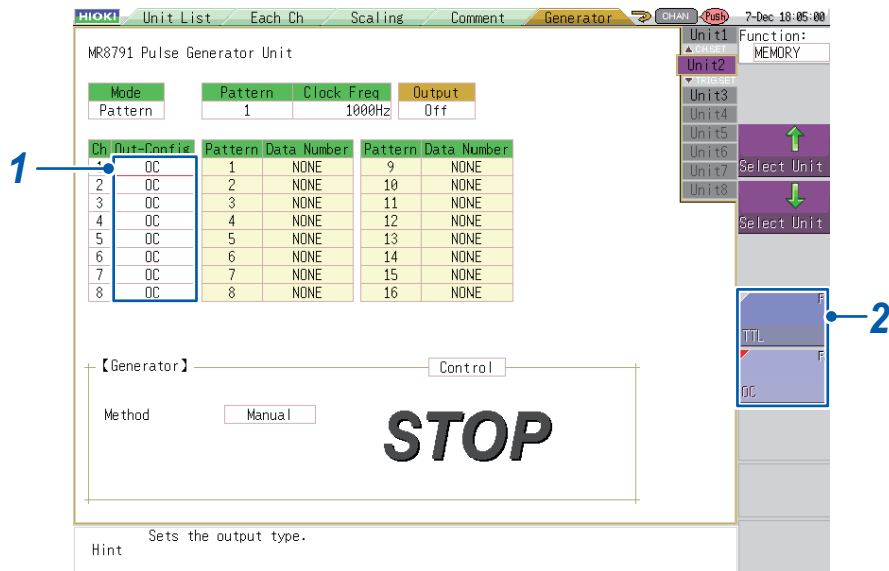 HIOKI Unit List Each Ch Scaling Comment Generator CHAN Push 7-Dec 18:05:00
MR8791 Pulse Generator Unit
Mode Pattern Clock Freq Output
Pattern 1 1000Hz Off
Ch Out-Config Pattern Data Number Pattern Data Number
1 OC 1 NONE 9 NONE
2 OC 2 NONE 10 NONE
3 OC 3 NONE 11 NONE
4 OC 4 NONE 12 NONE
5 OC 5 NONE 13 NONE
6 OC 6 NONE 14 NONE
7 OC 7 NONE 15 NONE
8 OC 8 NONE 16 NONE
1
【Generator】 Control
Method Manual
STOP
Hint Sets the output type.
Unit1
▲CH.SET
Unit2
▼TRIG.SET
Unit3
Unit4
Unit5
Unit6
Unit7
Unit8
Function:
MEMORY
Select Unit
Select Unit
F
TTL
F
OC
2